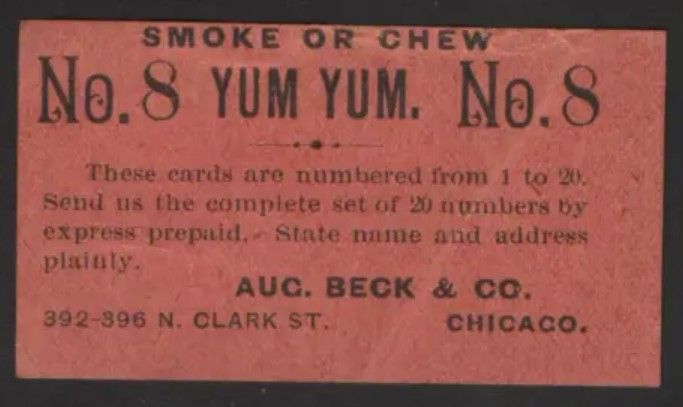 SMOKE OR CHEW
No. 8 YUM YUM. No. 8
These cards are numbered from 1 to 20.
Send us the complete set of 20 numbers by
express prepaid. State name and address
plainly.
AUG. BECK & CO.
392-396 N. CLARK ST. CHICAGO.